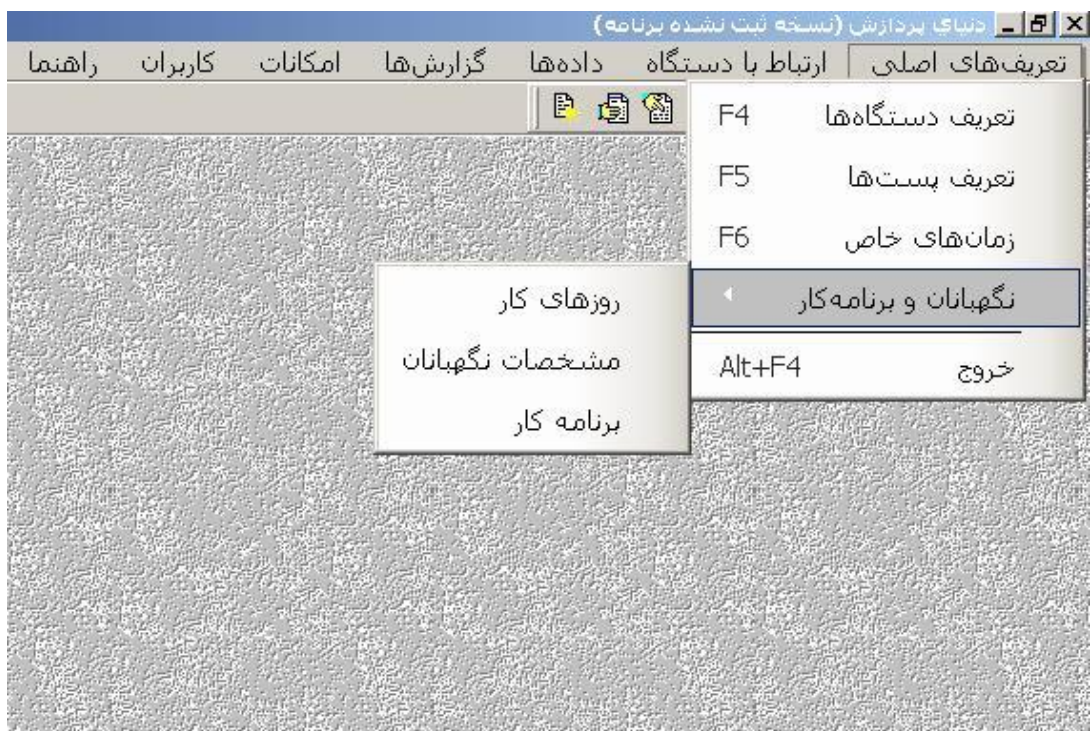 دنیای پردازش (نسخه ثبت نشده برنامه)
تعریف‌های اصلی ارتباط با دستگاه داده‌ها گزارش‌ها امکانات کاربران راهنما
تعریف دستگاه‌ها F4
تعریف پست‌ها F5
زمان‌های خاص F6
نگهبانان و برنامه‌کار
خروج Alt+F4
روزهای کار
مشخصات نگهبانان
برنامه کار